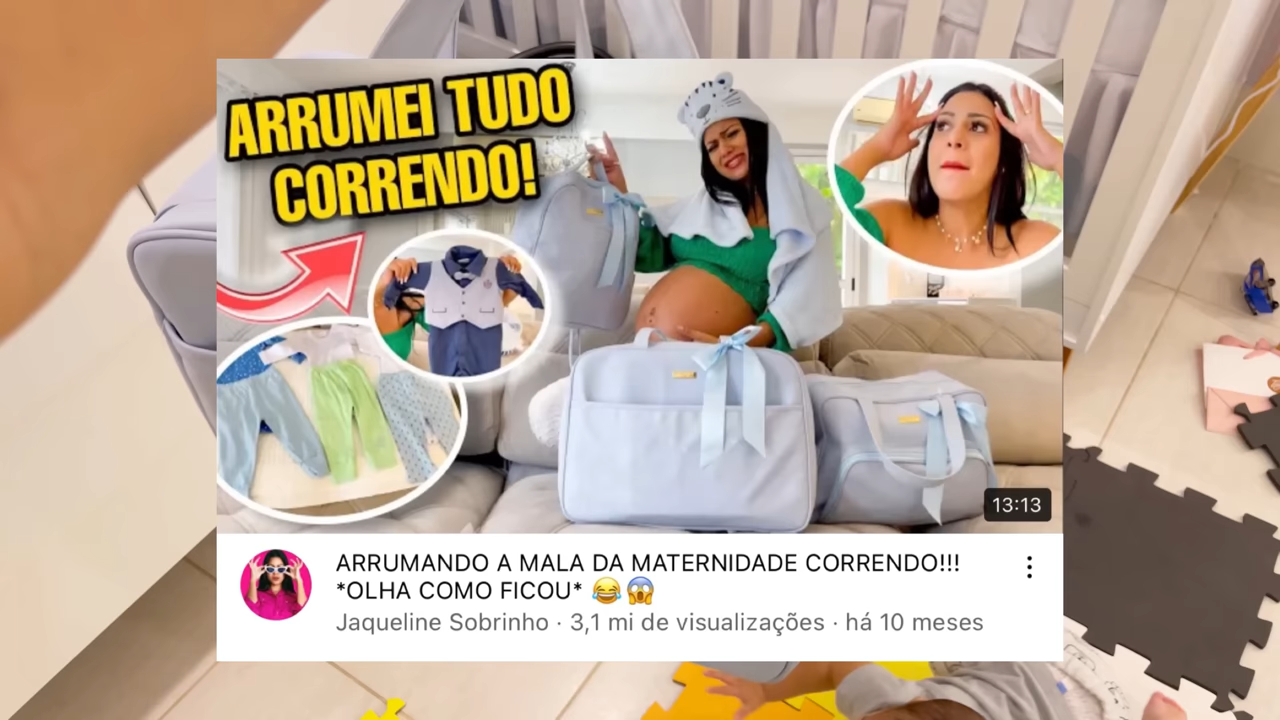 ARRUMEI TUDO
CORRENDO!
13:13
ARRUMANDO A MALA DA MATERNIDADE CORRENDO!!!
*OLHA COMO FICOU* 😂😱
Jaqueline Sobrinho · 3,1 mi de visualizações · há 10 meses